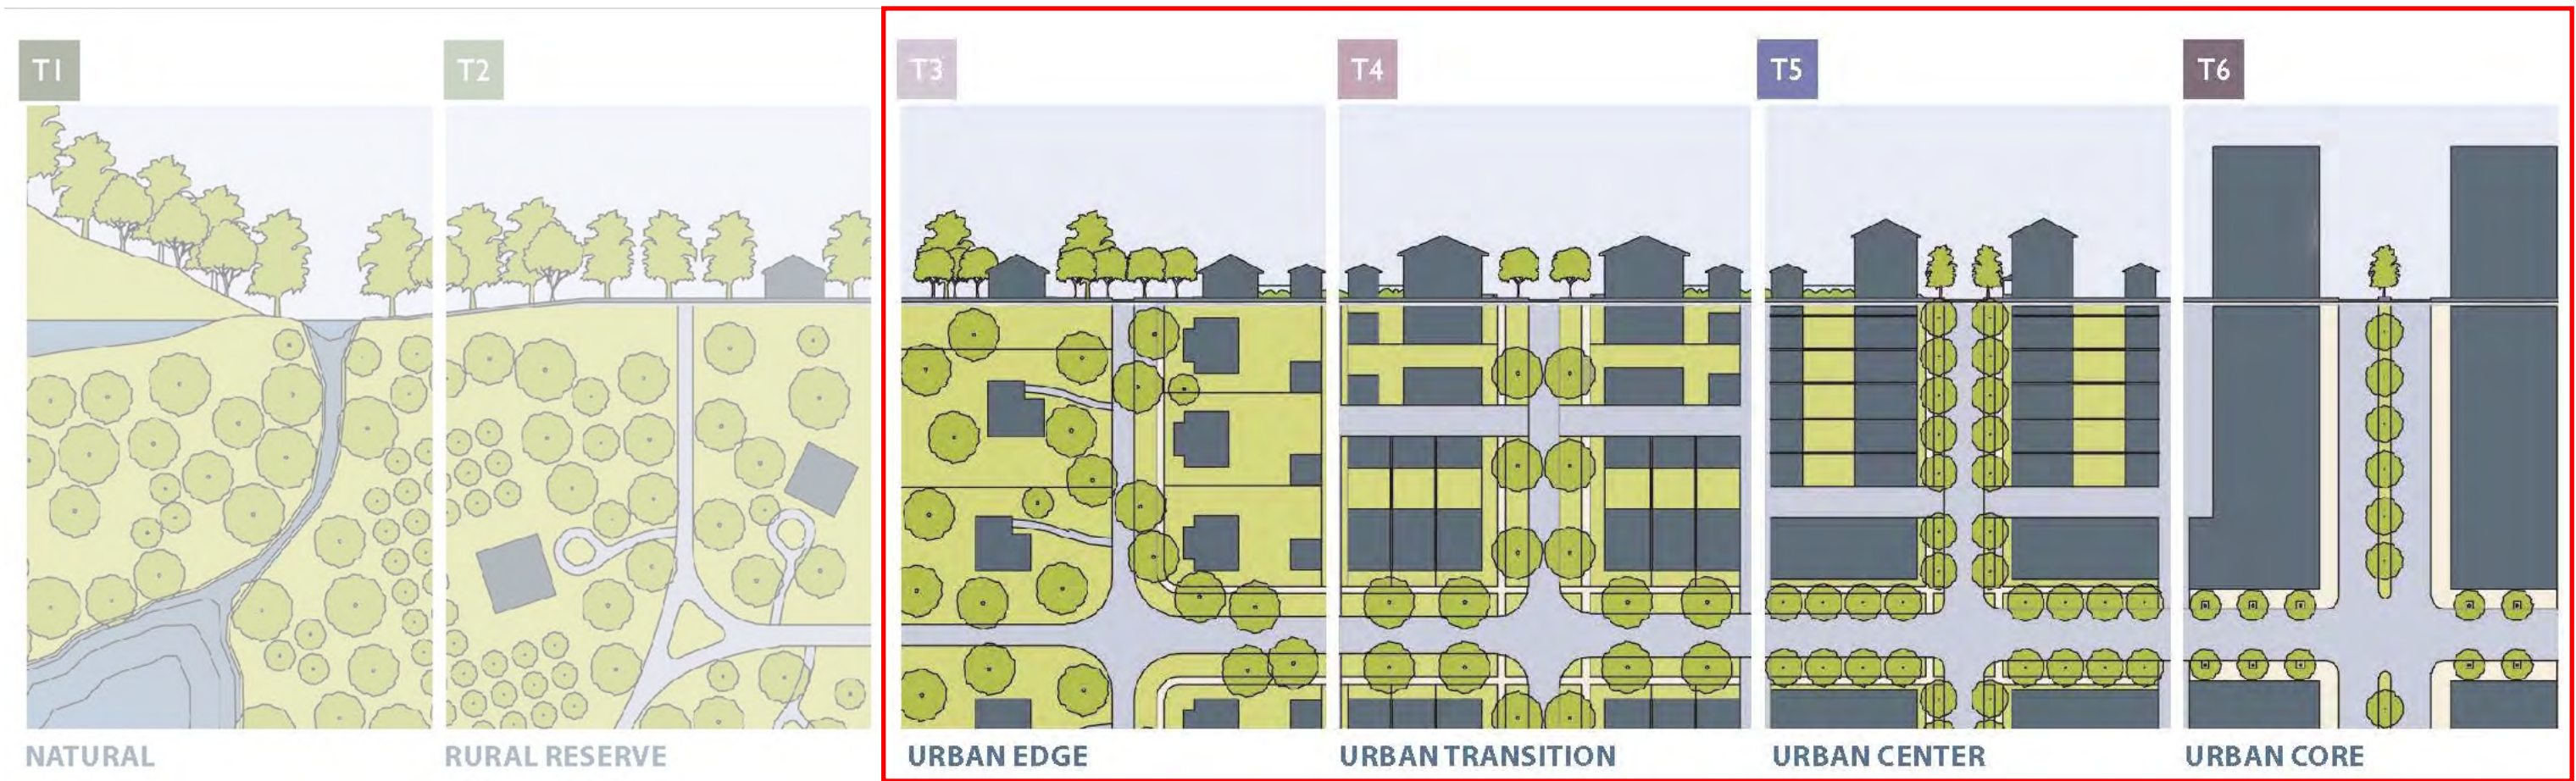 T1
T2
T3
T4
T5
T6
NATURAL
RURAL RESERVE
URBAN EDGE
URBAN TRANSITION
URBAN CENTER
URBAN CORE